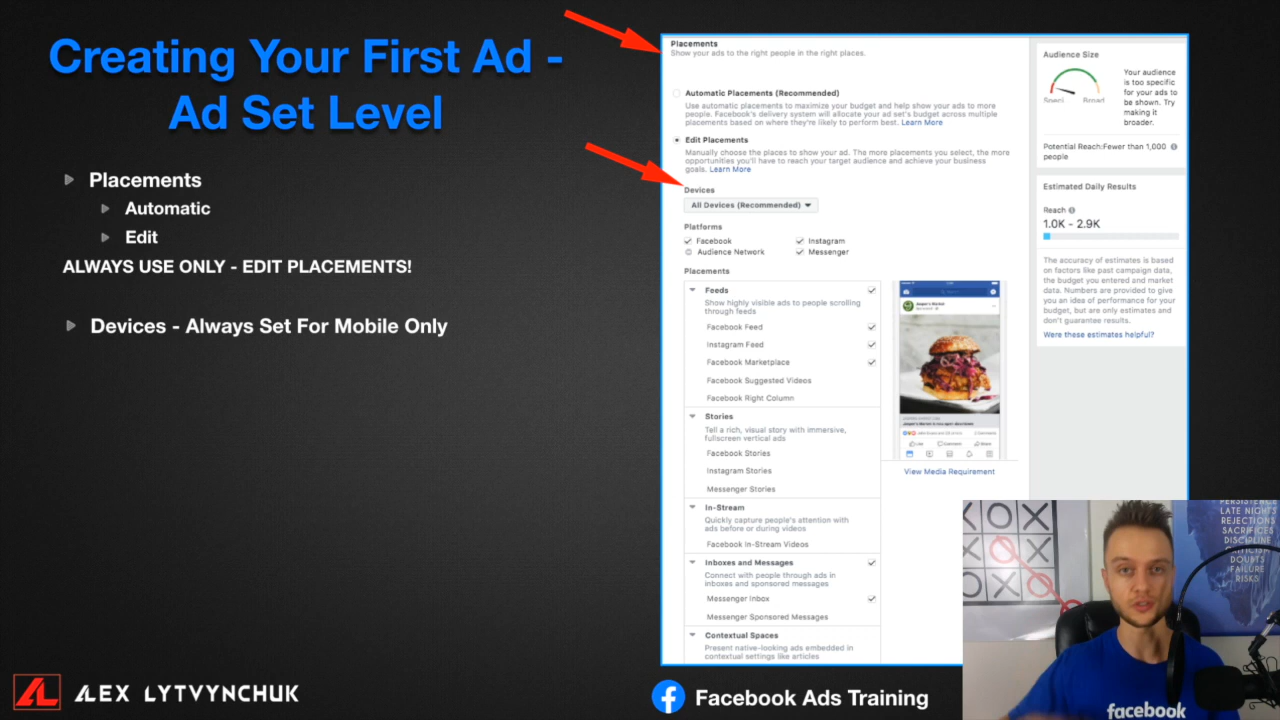 Creating Your First Ad -
Ad Set Level
Placements
Automatic
Edit
ALWAYS USE ONLY - EDIT PLACEMENTS!
Devices - Always Set For Mobile Only
Placements
Show your ads to the right people in the right places.
Automatic Placements (Recommended)
Use automatic placements to maximize your budget and help show your ads to more
people. Facebook's delivery system will allocate your ad set's budget across multiple
placements based on where they're likely to perform best. Learn More
Edit Placements
Manually choose the places to show your ad. The more placements you select, the more
opportunities you'll have to reach your target audience and achieve your business
goals. Learn More
Devices
All Devices (Recommended)
Platforms
Facebook
Instagram
Audience Network
Messenger
Placements
Feeds
Show highly visible ads to people scrolling
through feeds
Facebook Feed
Instagram Feed
Facebook Marketplace
Facebook Suggested Videos
Facebook Right Column
Stories
Tell a rich, visual story with immersive,
fullscreen vertical ads
Facebook Stories
Instagram Stories
Messenger Stories
In-Stream
Quickly capture people's attention with
ads before or during videos
Facebook In-Stream Videos
Inboxes and Messages
Connect with people through ads in
inboxes and sponsored messages
Messenger Inbox
Messenger Sponsored Messages
Contextual Spaces
Present native-looking ads embedded in
contextual settings like articles
Jasper's Market
Jasper's Market is now open downtown
Like Comment Share
View Media Requirement
Audience Size
Speci Broad
Your audience
is too specific
for your ads to
be shown. Try
making it
broader.
Potential Reach:Fewer than 1,000
people
Estimated Daily Results
Reach
1.0K - 2.9K
The accuracy of estimates is based
on factors like past campaign data,
the budget you entered and market
data. Numbers are provided to give
you an idea of performance for your
budget, but are only estimates and
don't guarantee results.
Were these estimates helpful?
PERSISTENCE
LATE NIGHTS
REJECTIONS
SACRIFICES
DISCIPLINE
CRITICISM
DOUBTS
FAILURE
RISKS
facebook
ALEX LYTVYNCHUK
Facebook Ads Training